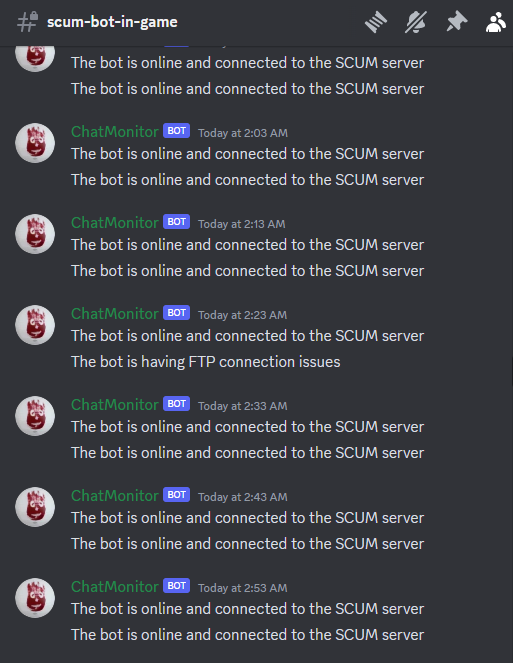 scum-bot-in-game
The bot is online and connected to the SCUM server
The bot is online and connected to the SCUM server
ChatMonitor BOT Today at 2:03 AM
The bot is online and connected to the SCUM server
The bot is online and connected to the SCUM server
ChatMonitor BOT Today at 2:13 AM
The bot is online and connected to the SCUM server
The bot is online and connected to the SCUM server
ChatMonitor BOT Today at 2:23 AM
The bot is online and connected to the SCUM server
The bot is having FTP connection issues
ChatMonitor BOT Today at 2:33 AM
The bot is online and connected to the SCUM server
The bot is online and connected to the SCUM server
ChatMonitor BOT Today at 2:43 AM
The bot is online and connected to the SCUM server
The bot is online and connected to the SCUM server
ChatMonitor BOT Today at 2:53 AM
The bot is online and connected to the SCUM server
The bot is online and connected to the SCUM server